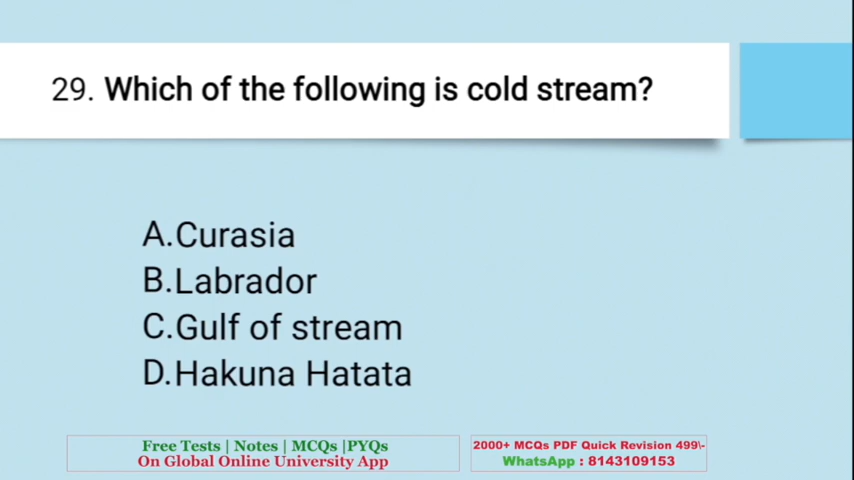 29. Which of the following is cold stream?
A.Curasia
B.Labrador
C.Gulf of stream
D.Hakuna Hatata
Free Tests | Notes | MCQs |PYQs
On Global Online University App
2000+ MCQs PDF Quick Revision 499\-
WhatsApp : 8143109153